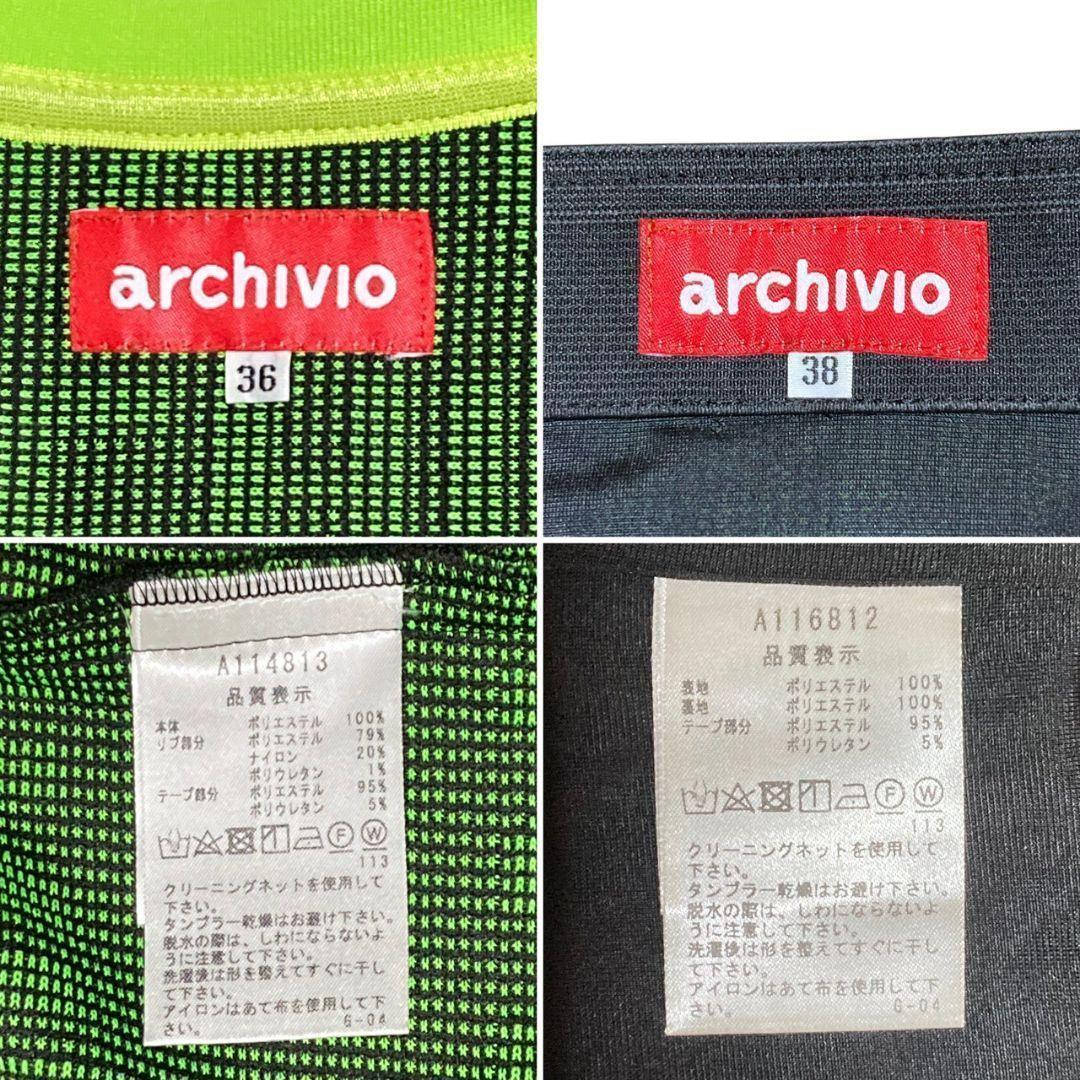 archivio
36
archivio
38
A114813
品質表示
本体 ポリエステル 100%
リブ部分 ポリエステル 79%
ナイロン 20%
ポリウレタン 1%
テープ部分 ポリエステル 95%
ポリウレタン 5%
F W
113
クリーニングネットを使用して
下さい。
タンブラー乾燥はお避け下さい。
脱水の際は、しわにならないよ
うに注意して下さい。
洗濯後は形を整えてすぐに干し
て下さい。
アイロンはあて布を使用して下
さい。
G-04
A116812
品質表示
表地 ポリエステル 100%
裏地 ポリエステル 100%
テープ部分 ポリエステル 95%
ポリウレタン 5%
F W
113
クリーニングネットを使用して
下さい。
タンブラー乾燥はお避け下さい。
脱水の際は、しわにならないよ
うに注意して下さい。
洗濯後は形を整えてすぐに干し
て下さい。
アイロンはあて布を使用して下
さい。
G-04